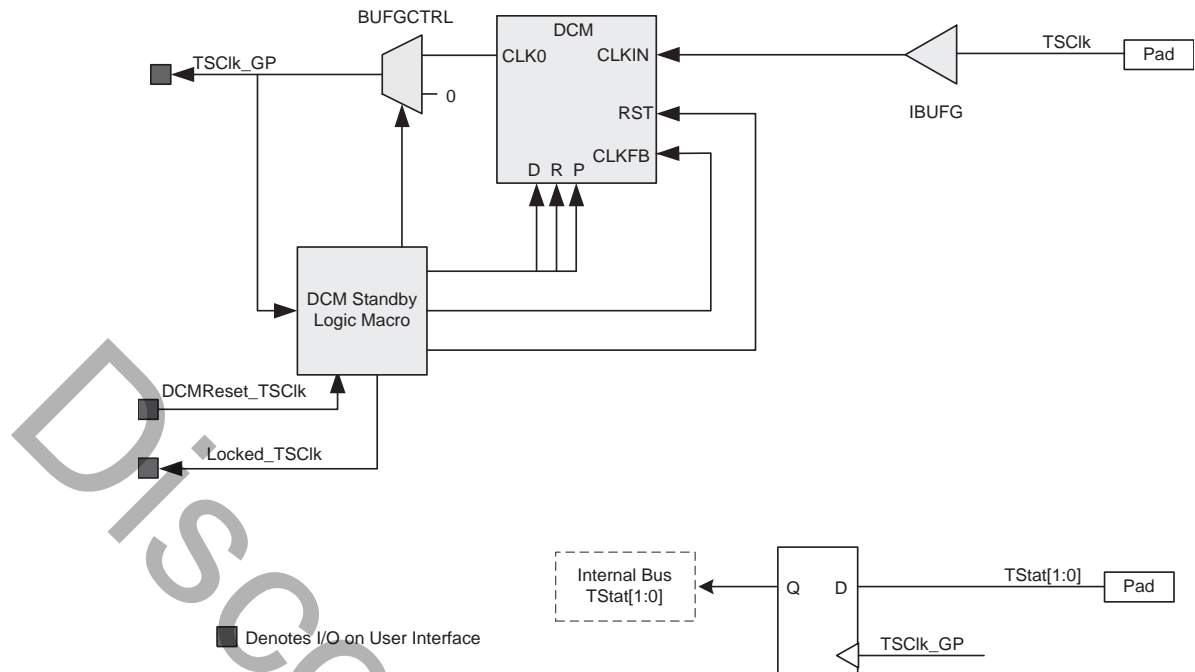 BUFGCTRL
DCM
TSClk_GP
CLK0
CLKIN
TSClk
Pad
0
IBUFG
RST
CLKFB
D R P
DCM Standby
Logic Macro
DCMReset_TSClk
Locked_TSClk
Internal Bus
TStat[1:0]
Q
D
TStat[1:0]
Pad
TSClk_GP
Denotes I/O on User Interface
Disco